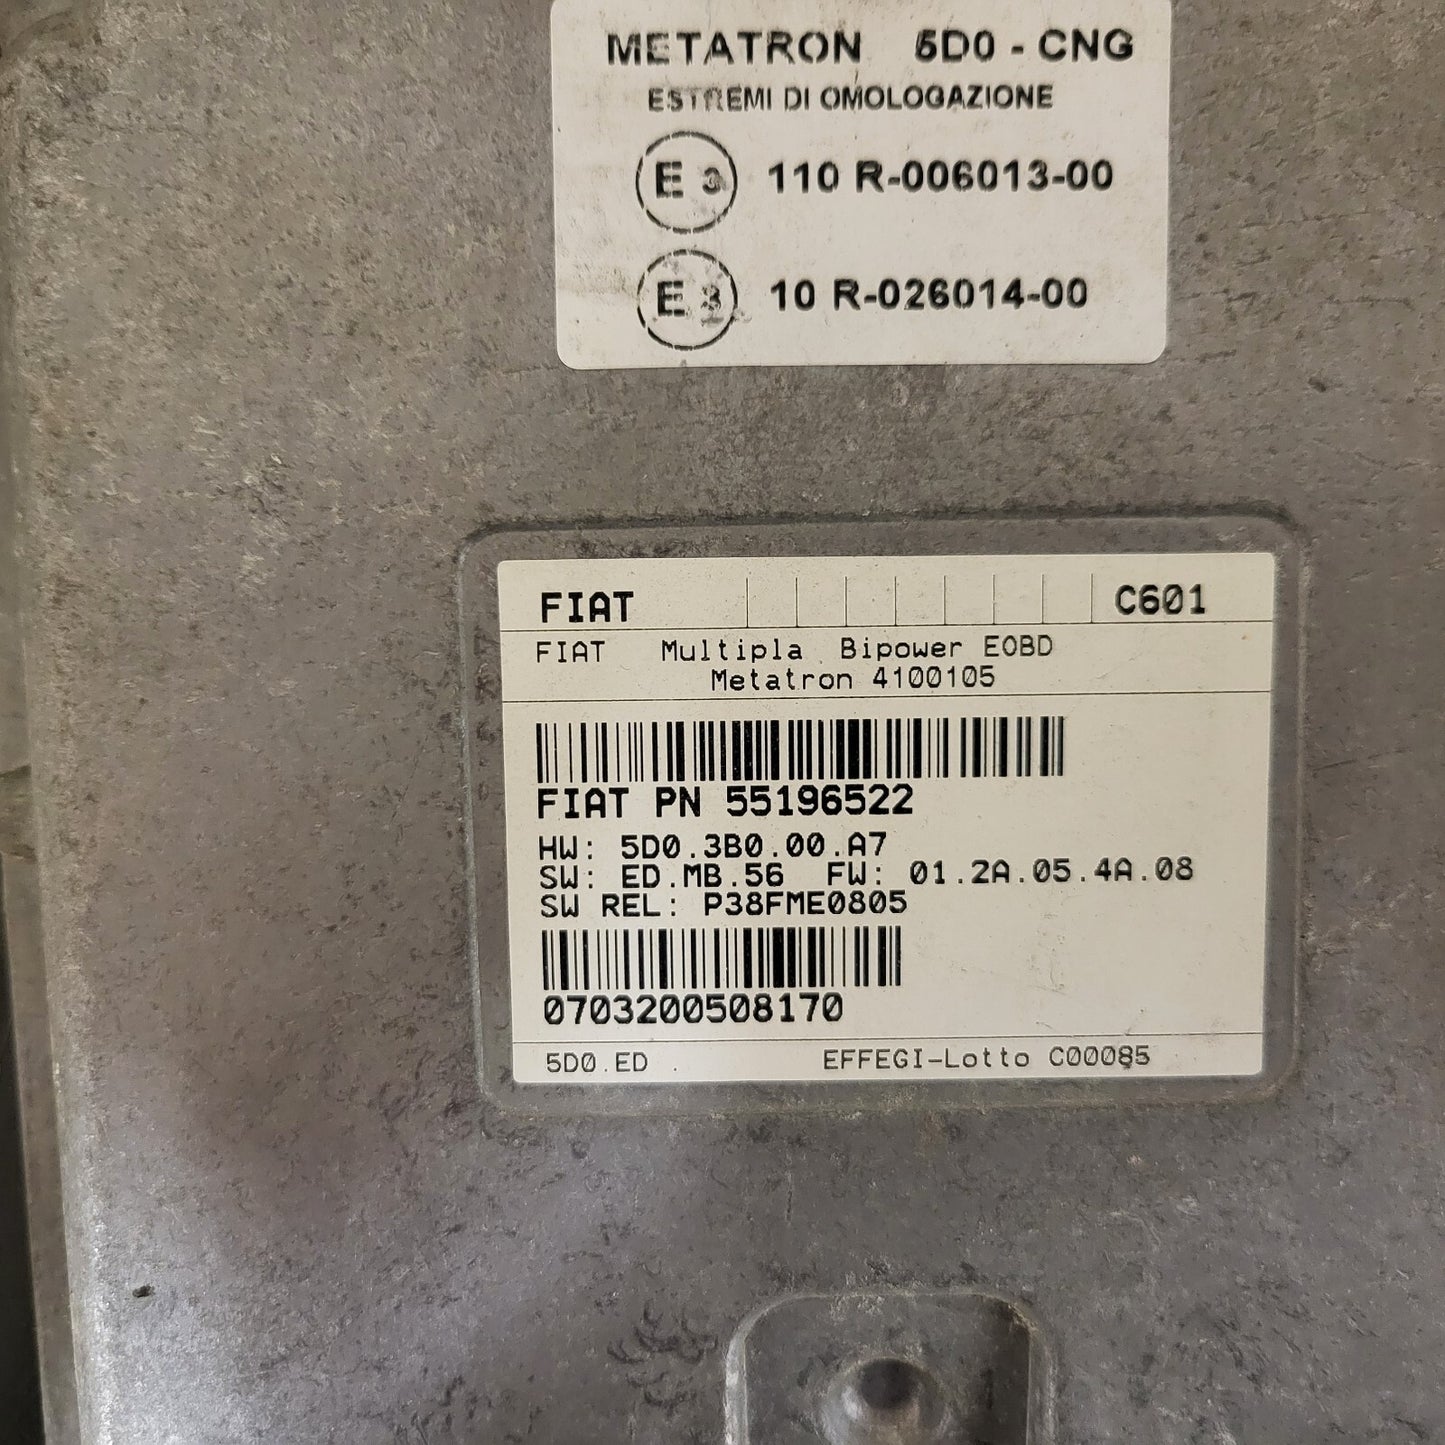 METATRON 5D0 - CNG
ESTREMI DI OMOLOGAZIONE
E 3 110 R-006013-00
E 3 10 R-026014-00
FIAT C601
FIAT Multipla Bipower EOBD
Metatron 4100105
FIAT PN 55196522
HW: 5D0.3B0.00.A7
SW: ED.MB.56 FW: 01.2A.05.4A.08
SW REL: P38FME0805
0703200508170
5D0.ED EFFEGI-Lotto C00085